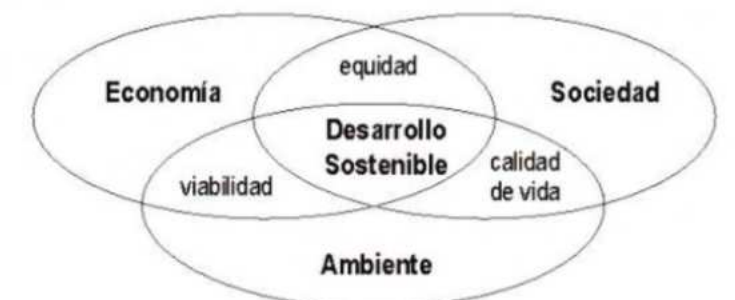 equidad
Economía
Sociedad
Desarrollo
Sostenible
calidad
de vida
viabilidad
Ambiente